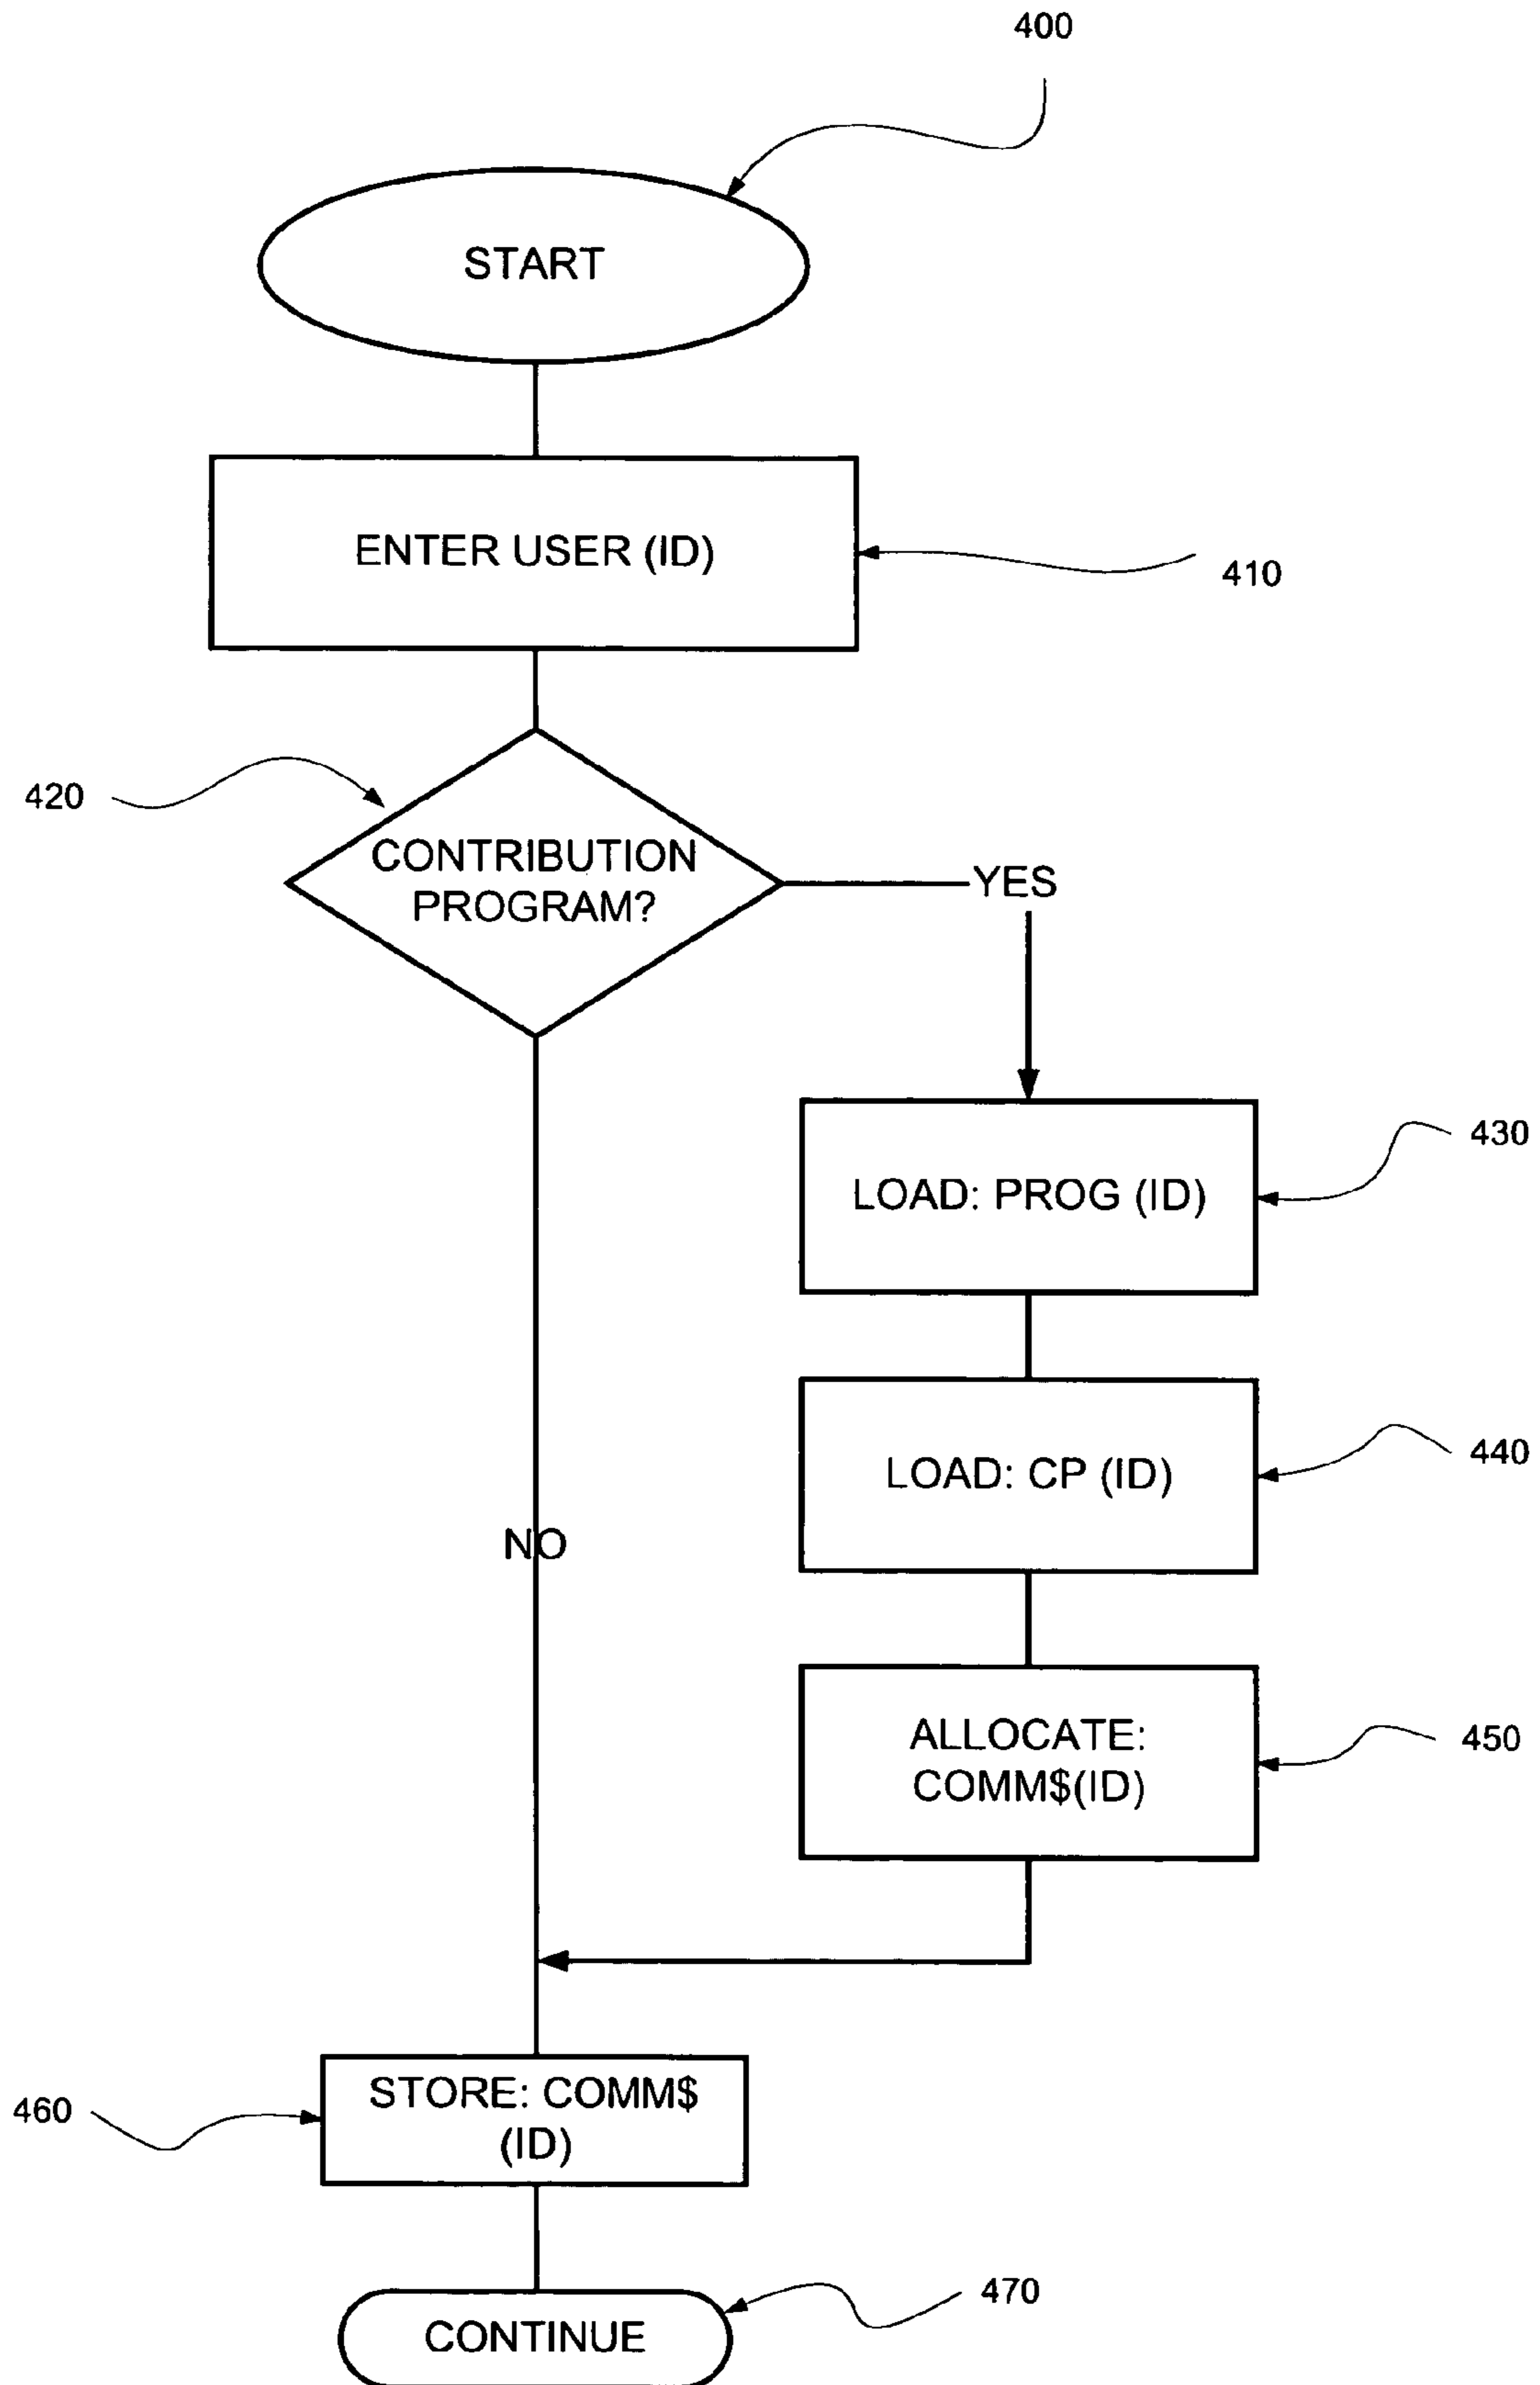 400
START
ENTER USER (ID)
410
420
CONTRIBUTION
PROGRAM?
YES
430
LOAD: PROG (ID)
LOAD: CP (ID)
440
NO
ALLOCATE:
COMM$(ID)
450
STORE: COMM$
(ID)
460
470
CONTINUE